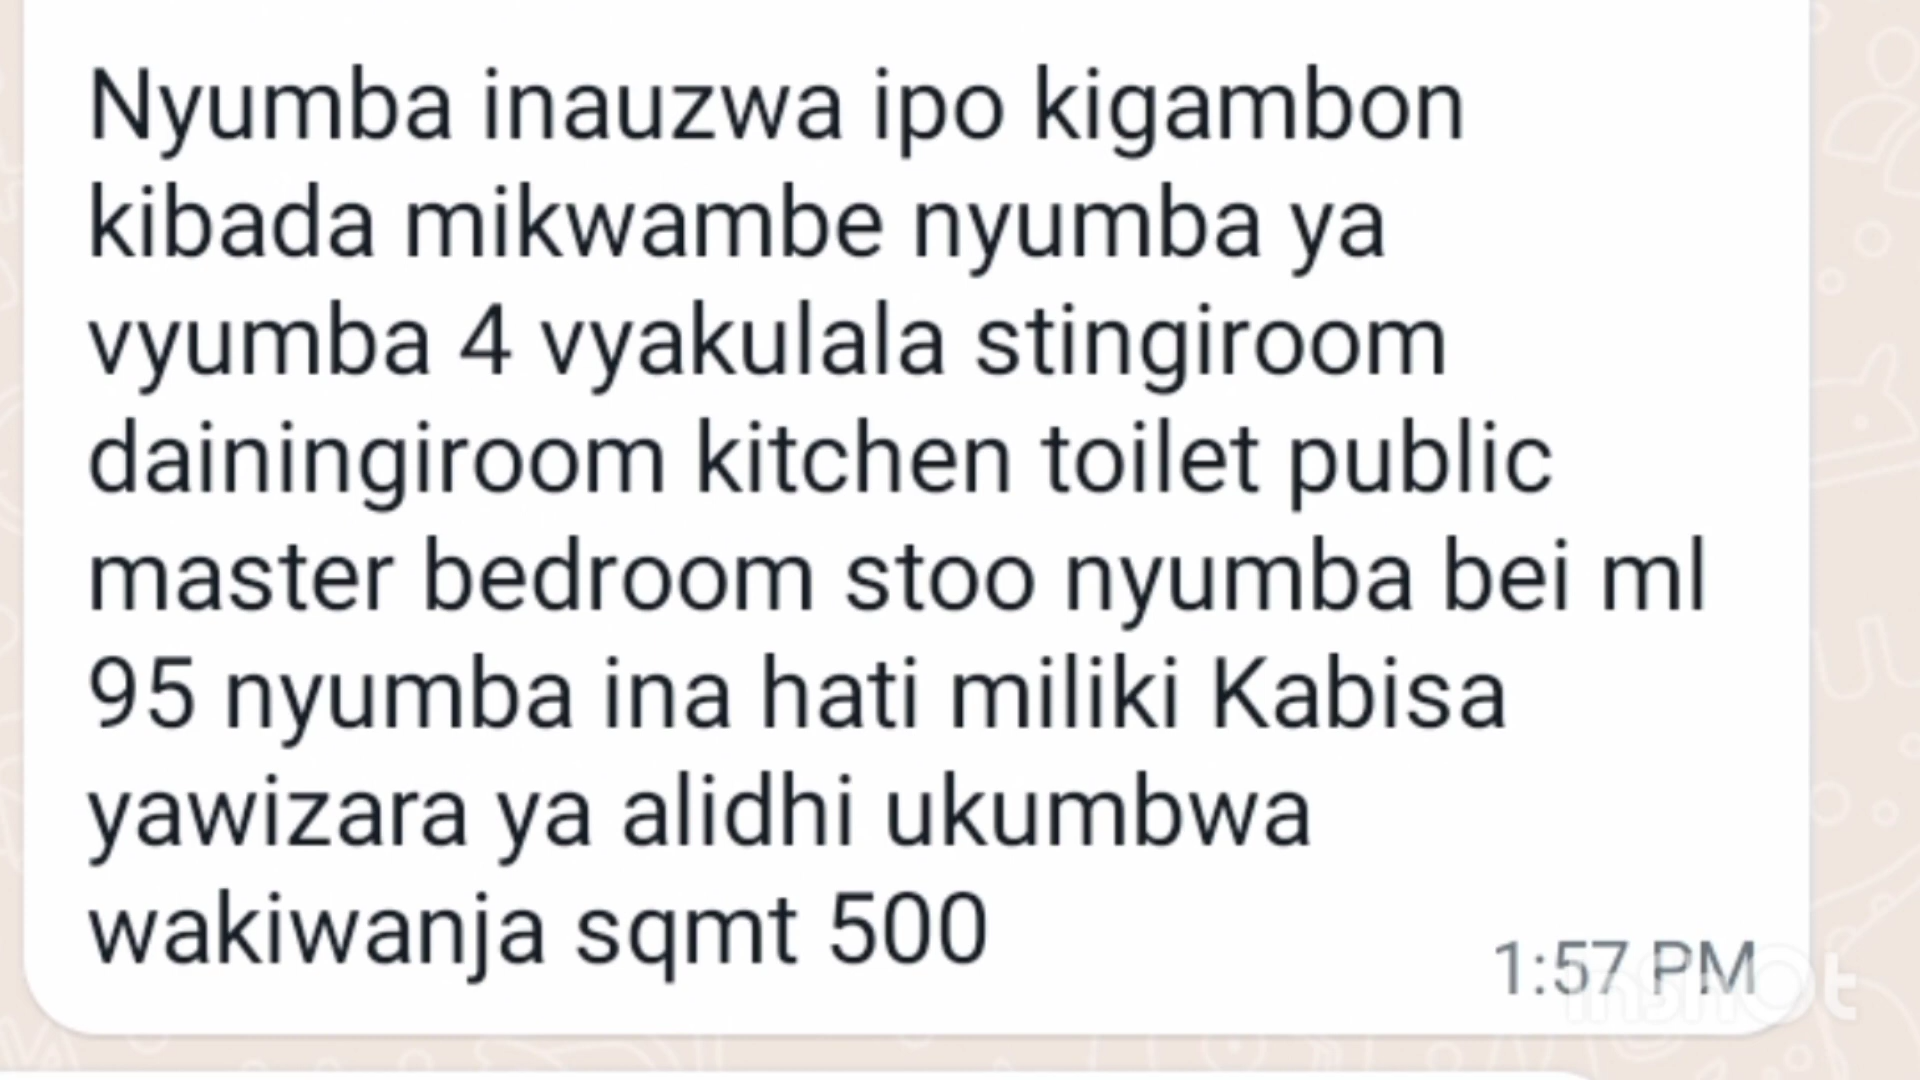 Nyumba inauzwa ipo kigambon
kibada mikwambe nyumba ya
vyumba 4 vyakulala stingiroom
dainingiroom kitchen toilet public
master bedroom stoo nyumba bei ml
95 nyumba ina hati miliki Kabisa
yawizara ya alidhi ukumbwa
wakiwanja sqmt 500
1:57 PM
InShOt